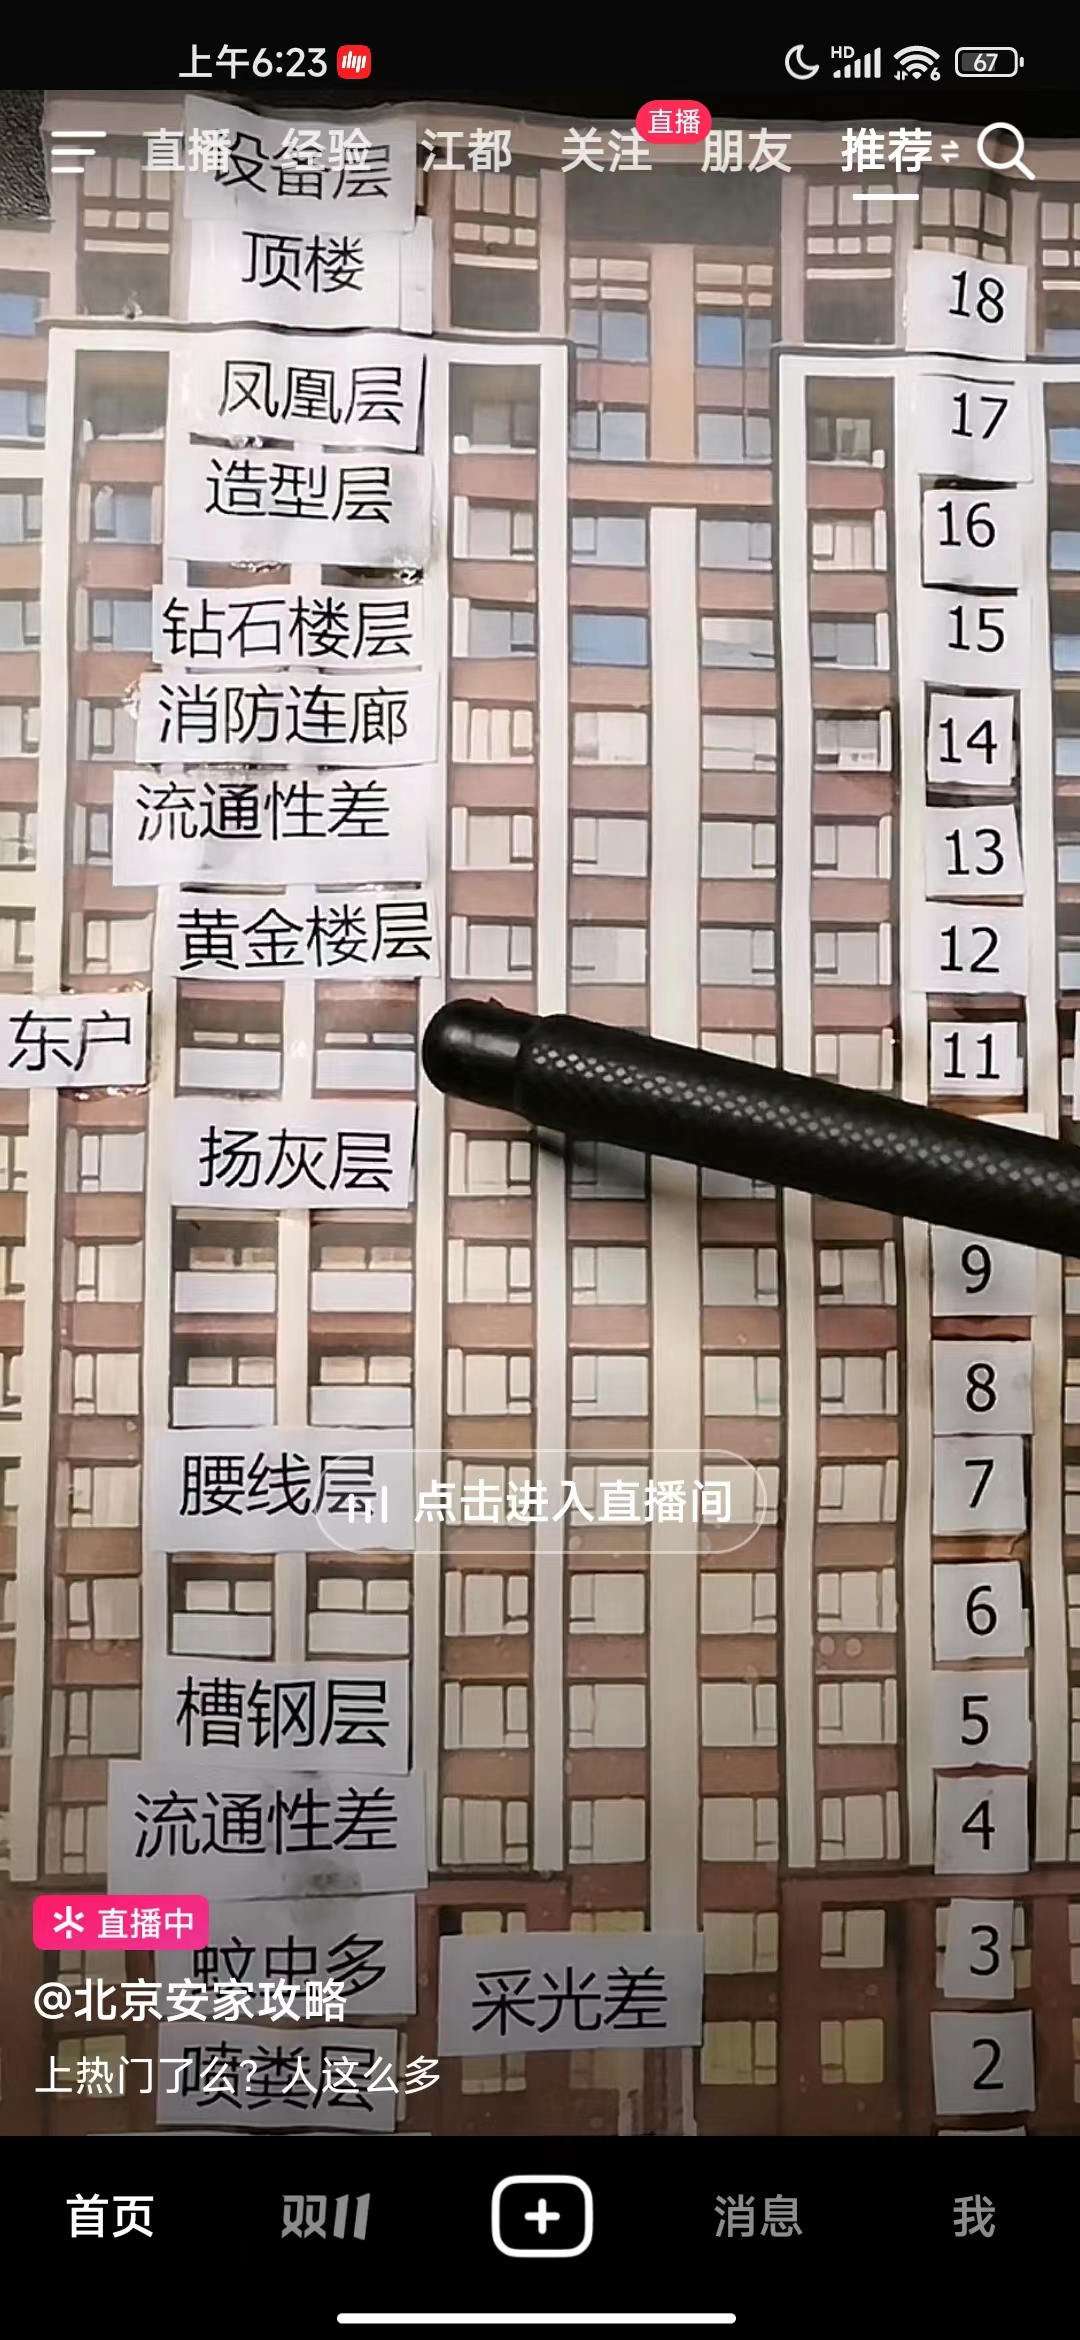 上午6:23
HD
6
67
直播 经验 江都 关注 直播 朋友 推荐
设备层
顶楼
18
凤凰层
17
造型层
16
钻石楼层
15
消防连廊
14
流通性差
13
黄金楼层
12
东户
11
扬灰层
9
8
腰线层
7
点击进入直播间
6
槽钢层
5
流通性差
4
直播中
蚊虫多
3
@北京安家攻略
采光差
喷粪层
2
上热门了么？人这么多
首页 双11 消息 我